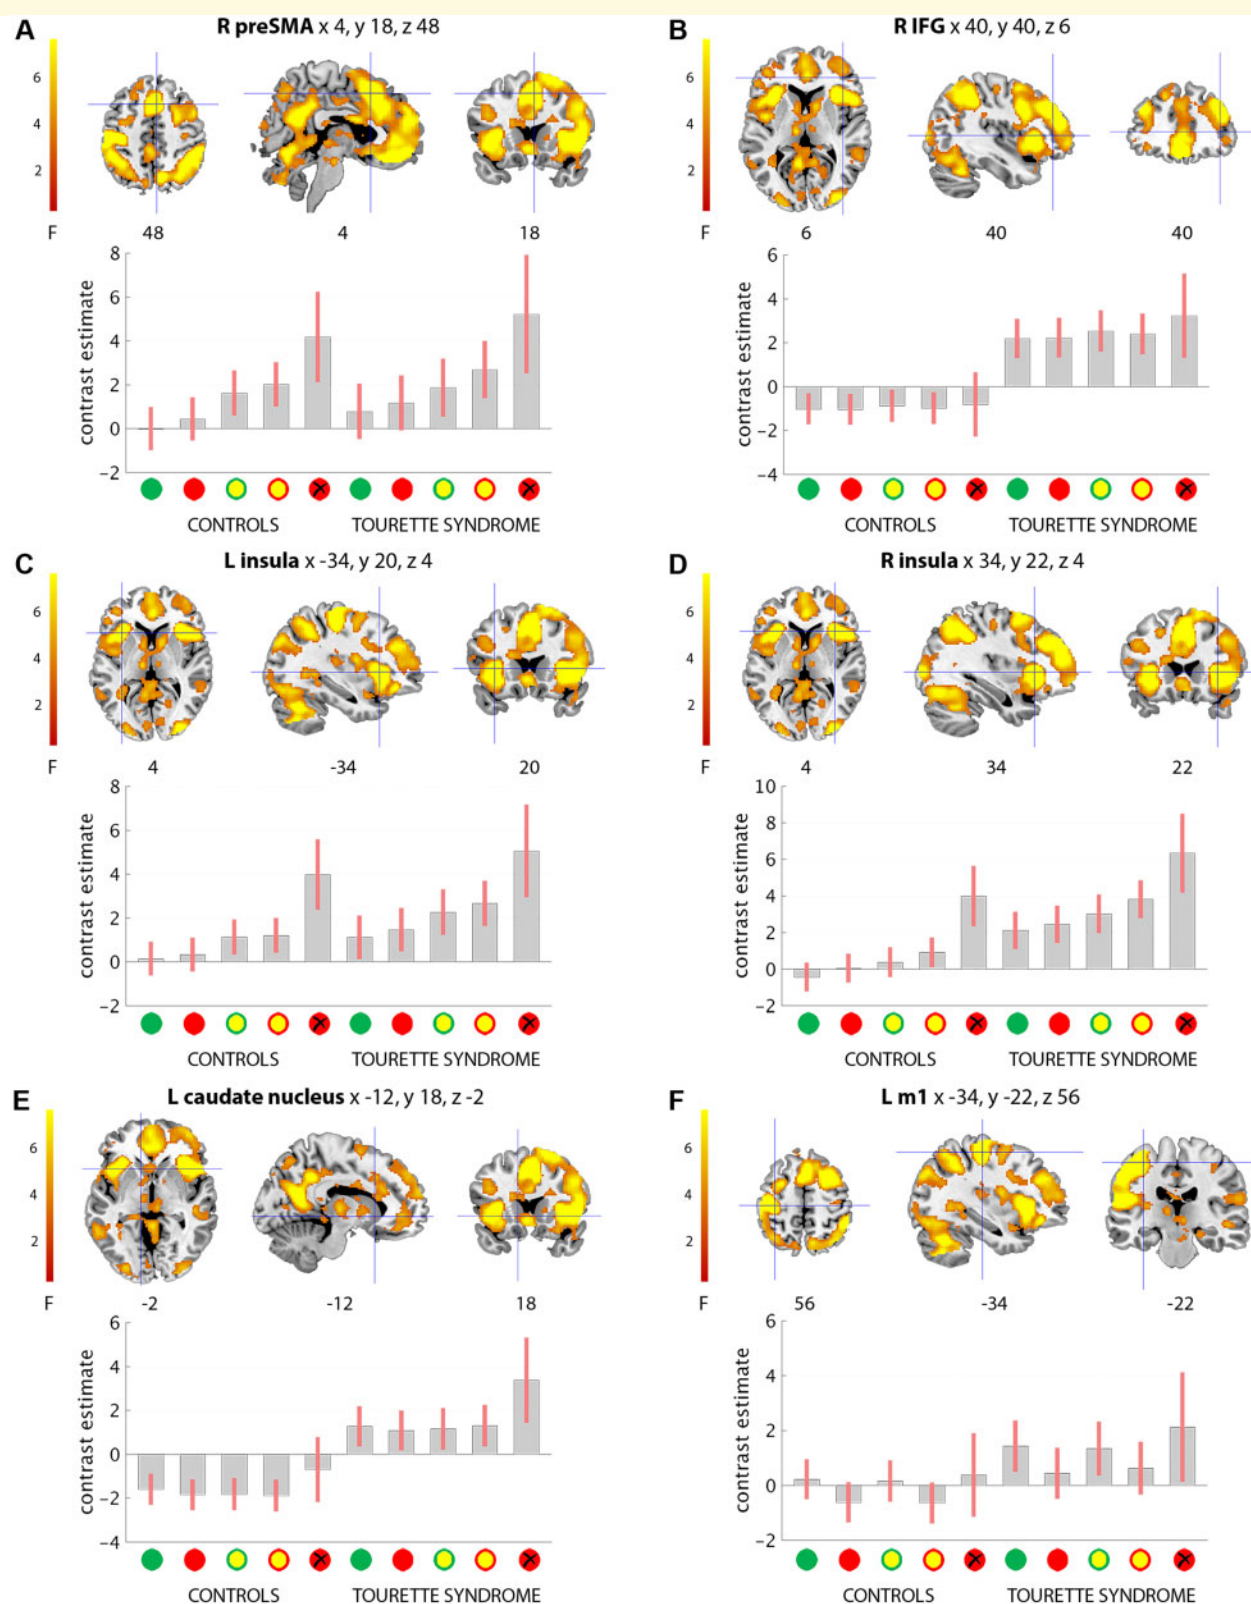 A R preSMA x 4, y 18, z 48
6
4
2
F 48 4 18
contrast estimate
8
6
4
2
0
−2
CONTROLS TOURETTE SYNDROME
B R IFG x 40, y 40, z 6
6
4
2
F 6 40 40
contrast estimate
6
4
2
0
−2
−4
CONTROLS TOURETTE SYNDROME
C L insula x -34, y 20, z 4
6
4
2
F 4 -34 20
contrast estimate
8
6
4
2
0
−2
CONTROLS TOURETTE SYNDROME
D R insula x 34, y 22, z 4
6
4
2
F 4 34 22
contrast estimate
10
8
6
4
2
0
−2
CONTROLS TOURETTE SYNDROME
E L caudate nucleus x -12, y 18, z -2
6
4
2
F -2 -12 18
contrast estimate
6
4
2
0
−2
−4
CONTROLS TOURETTE SYNDROME
F L m1 x -34, y -22, z 56
6
4
2
F 56 -34 -22
contrast estimate
6
4
2
0
−2
CONTROLS TOURETTE SYNDROME